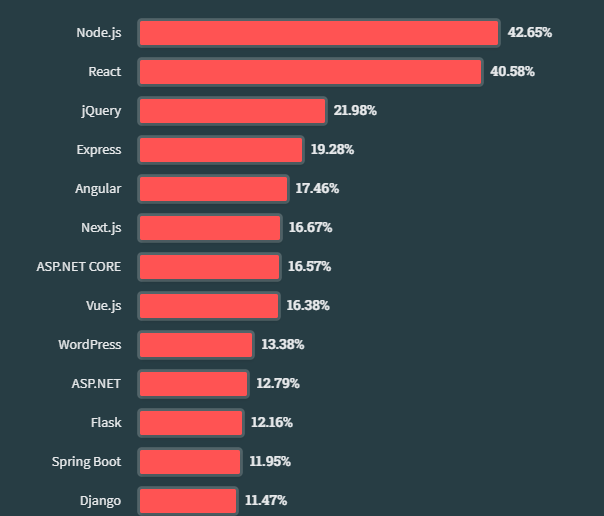 Node.js 42.65%
React 40.58%
jQuery 21.98%
Express 19.28%
Angular 17.46%
Next.js 16.67%
ASP.NET CORE 16.57%
Vue.js 16.38%
WordPress 13.38%
ASP.NET 12.79%
Flask 12.16%
Spring Boot 11.95%
Django 11.47%